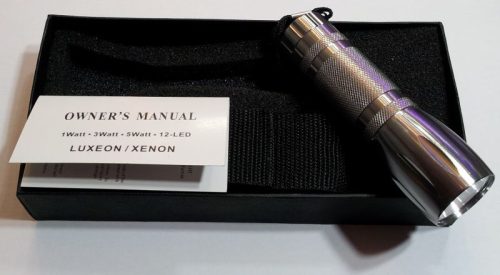 OWNER'S MANUAL
1Watt • 3Watt • 5Watt • 12-LED
LUXEON / XENON